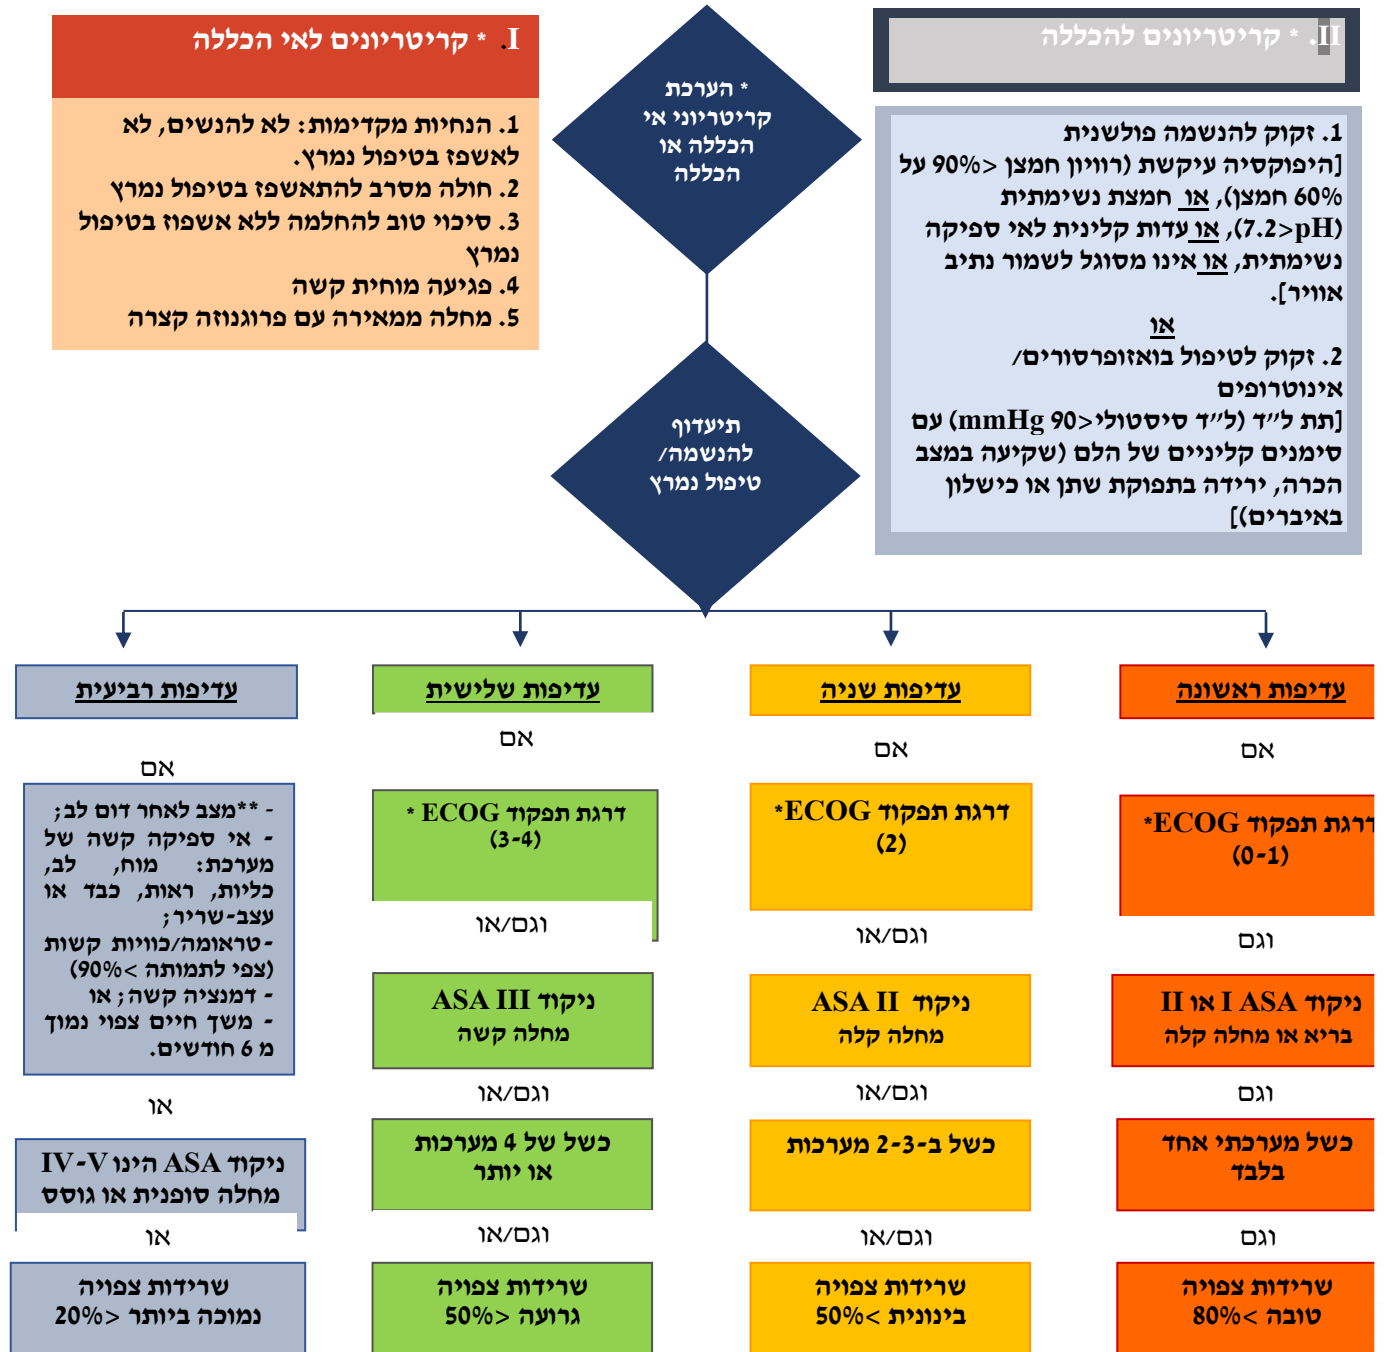 I. * קריטריונים לאי הכללה
1. הנחיות מקדימות: לא להנשים, לא
לאשפז בטיפול נמרץ.
2. חולה מסרב להתאשפז בטיפול נמרץ
3. סיכוי טוב להחלמה ללא אשפוז בטיפול
נמרץ
4. פגיעה מוחית קשה
5. מחלה ממאירה עם פרוגנוזה קצרה
* הערכת
קריטריוני אי
הכללה או
הכללה
II. * קריטריונים להכללה
1. זקוק להנשמה פולשנית
[היפוקסיה עיקשת (רוויון חמצן <90% על
60% חמצן), או חמצת נשימתית
(pH<7.2), או עדות קלינית לאי ספיקה
נשימתית, או אינו מסוגל לשמור נתיב
אוויר].
או
2. זקוק לטיפול בואזופרסורים/
אינוטרופים
[תת ל״ד (ל״ד סיסטולי<90 mmHg) עם
סימנים קליניים של הלם (שקיעה במצב
הכרה, ירידה בתפוקת שתן או כישלון
באיברים)]
תיעדוף
להנשמה/
טיפול נמרץ
עדיפות ראשונה
אם
דרגת תפקוד ECOG*
(0-1)
וגם
ניקוד I ASA או II
בריא או מחלה קלה
וגם
כשל מערכתי אחד
בלבד
וגם
שרידות צפויה
טובה >80%
עדיפות שניה
אם
דרגת תפקוד ECOG*
(2)
וגם/או
ניקוד ASA II
מחלה קלה
וגם/או
כשל ב-2-3 מערכות
וגם/או
שרידות צפויה
בינונית >50%
עדיפות שלישית
אם
דרגת תפקוד ECOG *
(3-4)
וגם/או
ניקוד ASA III
מחלה קשה
וגם/או
כשל של 4 מערכות
או יותר
וגם/או
שרידות צפויה
גרועה <50%
עדיפות רביעית
אם
- **מצב לאחר דום לב;
- אי ספיקה קשה של
מערכת: מוח, לב,
כליות, ראות, כבד או
עצב-שריר;
-טראומה/כוויות קשות
(צפי לתמותה >90%)
- דמנציה קשה; או
- משך חיים צפוי נמוך
מ 6 חודשים.
או
ניקוד ASA הינו IV-V
מחלה סופנית או גוסס
או
שרידות צפויה
נמוכה ביותר <20%